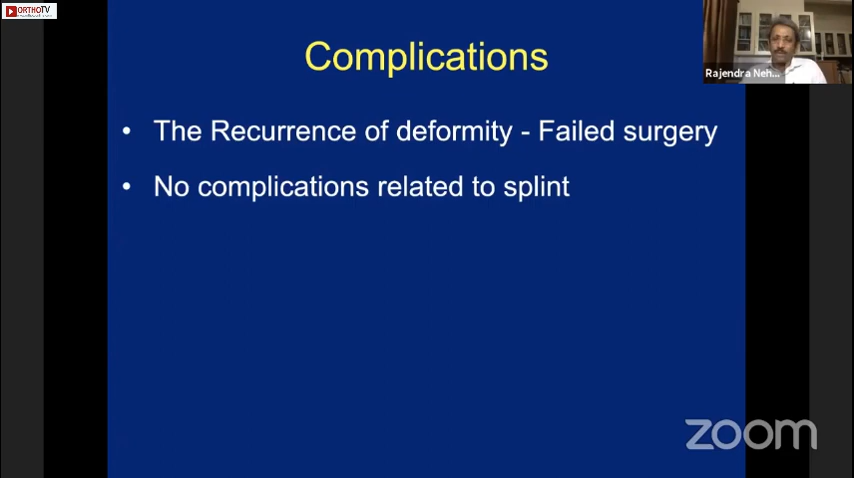 ORTHOTV
Complications
Rajendra Neh...
• The Recurrence of deformity - Failed surgery
• No complications related to splint
zoom